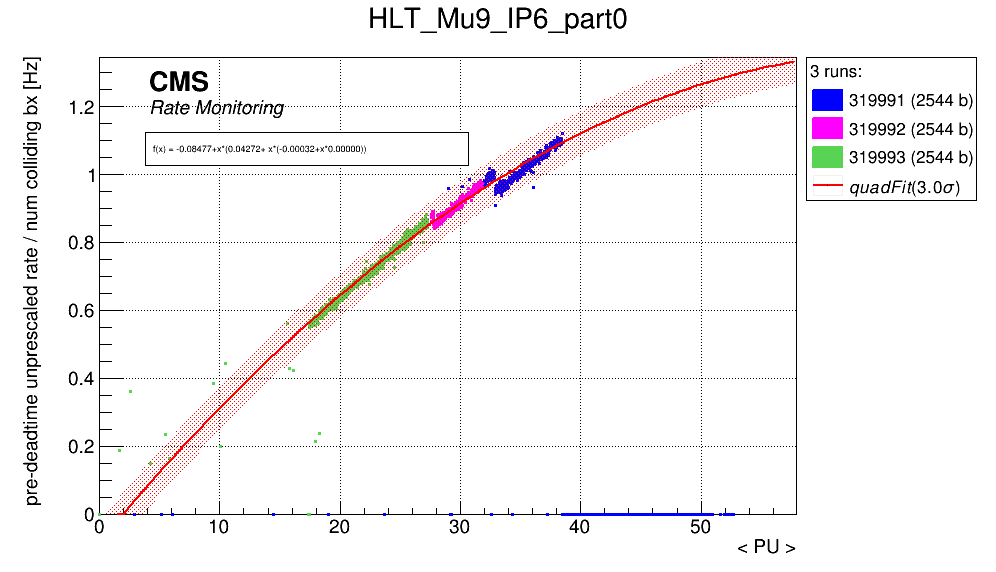 HLT_Mu9_IP6_part0
pre-deadtime unprescaled rate / num colliding bx [Hz]
CMS
Rate Monitoring
f(x) = -0.08477+x*(0.04272+ x*(-0.00032+x*0.00000))
3 runs:
319991 (2544 b)
319992 (2544 b)
319993 (2544 b)
quadFit(3.0σ)
1.2
1
0.8
0.6
0.4
0.2
0
0 10 20 30 40 50
< PU >